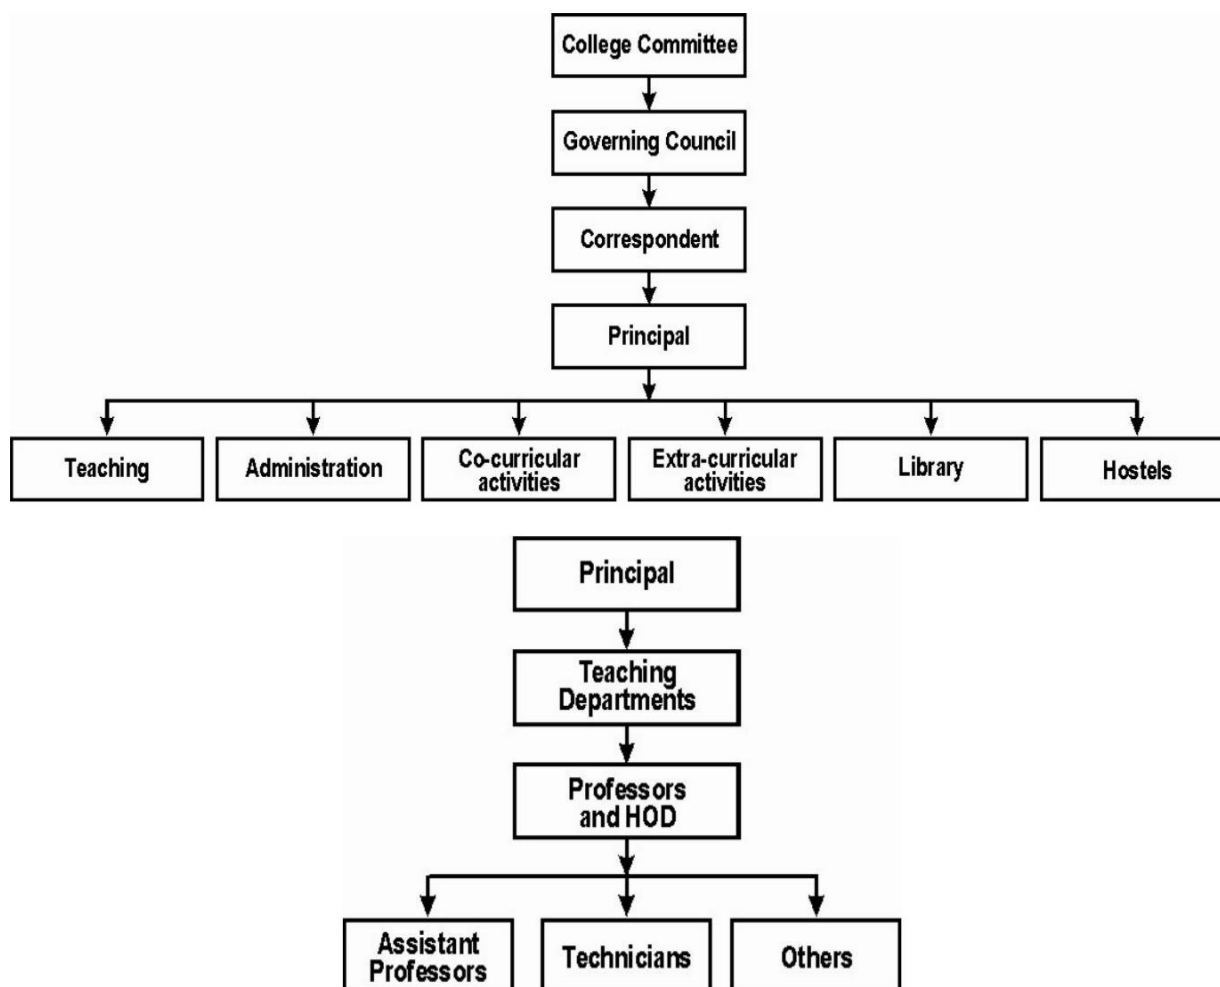 College Committee
Governing Council
Correspondent
Principal
Teaching
Administration
Co-curricular
activities
Extra-curricular
activities
Library
Hostels
Principal
Teaching
Departments
Professors
and HOD
Assistant
Professors
Technicians
Others